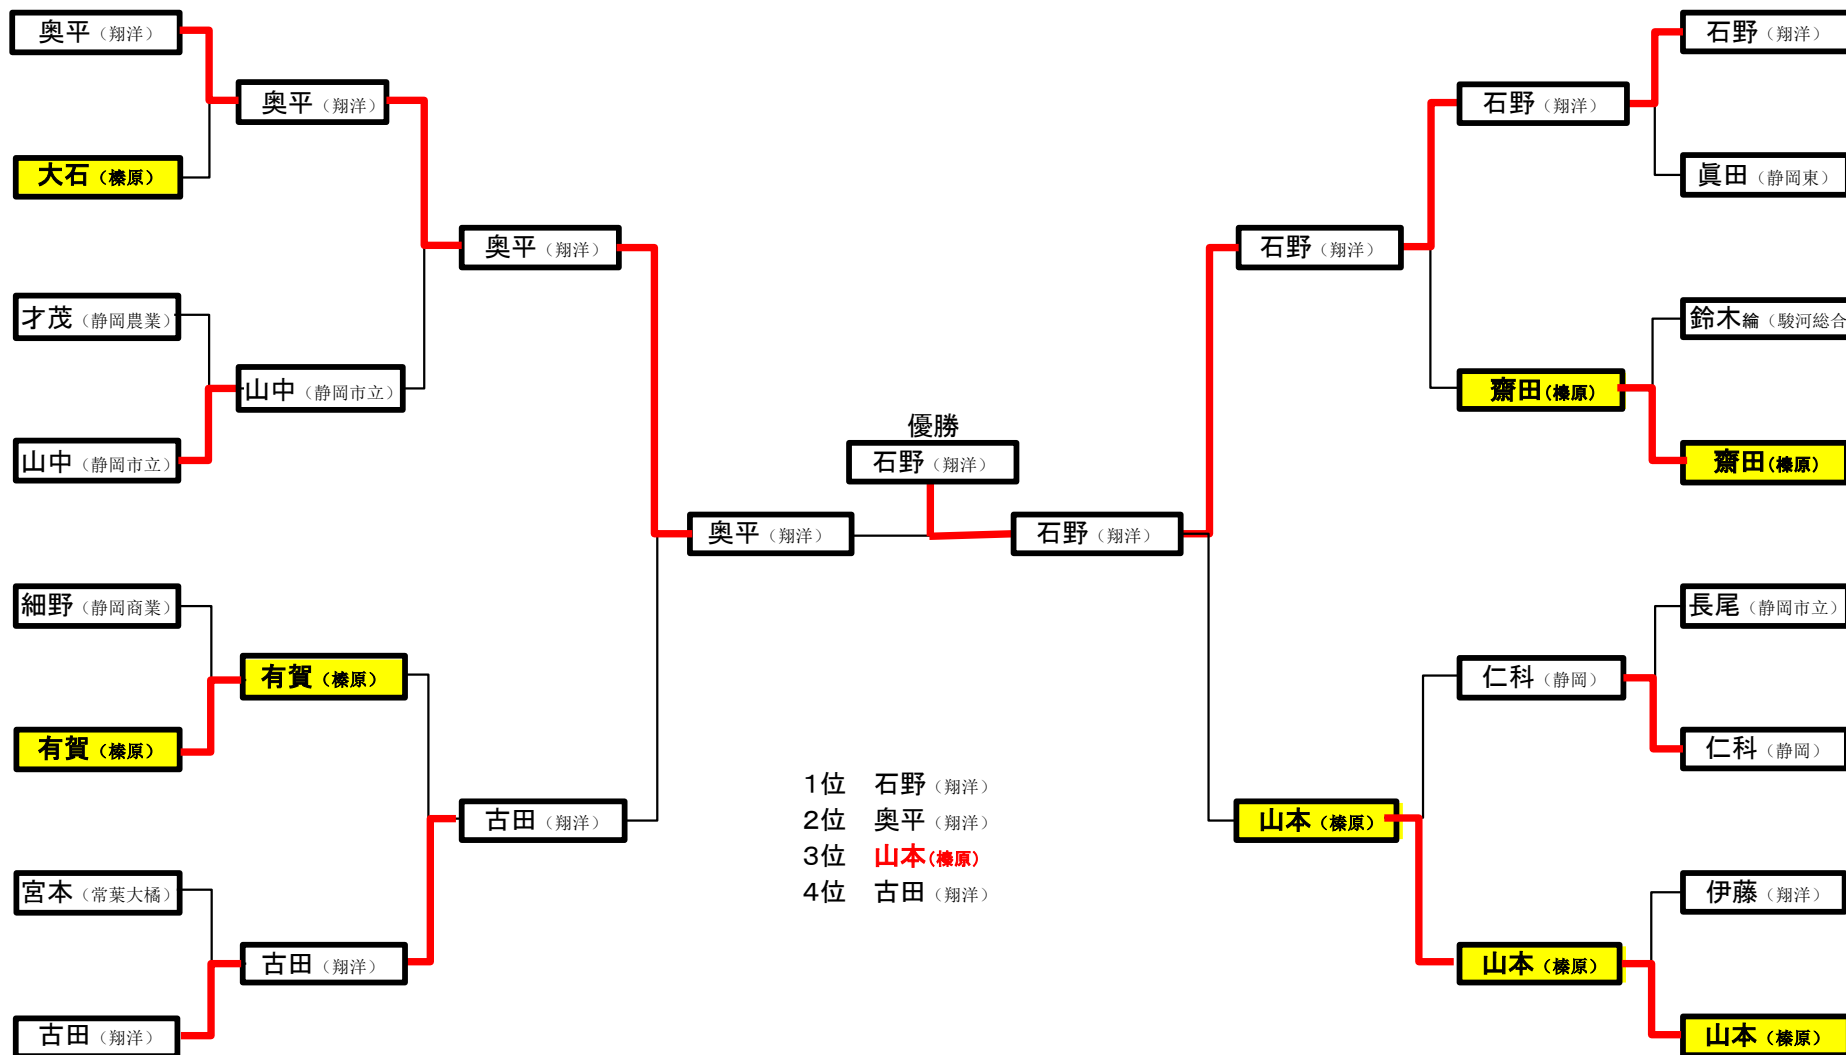 奥平（翔洋）
石野（翔洋）
奥平（翔洋）
石野（翔洋）
大石（榛原）
眞田（静岡東）
奥平（翔洋）
石野（翔洋）
才茂（静岡農業）
鈴木綸（駿河総合
山中（静岡市立）
齋田（榛原）
優勝
山中（静岡市立）
石野（翔洋）
齋田（榛原）
奥平（翔洋）
石野（翔洋）
細野（静岡商業）
長尾（静岡市立）
有賀（榛原）
仁科（静岡）
有賀（榛原）
仁科（静岡）
1位 石野（翔洋）
2位 奥平（翔洋）
3位 山本（榛原）
4位 古田（翔洋）
古田（翔洋）
山本（榛原）
宮本（常葉大橘）
伊藤（翔洋）
古田（翔洋）
山本（榛原）
古田（翔洋）
山本（榛原）